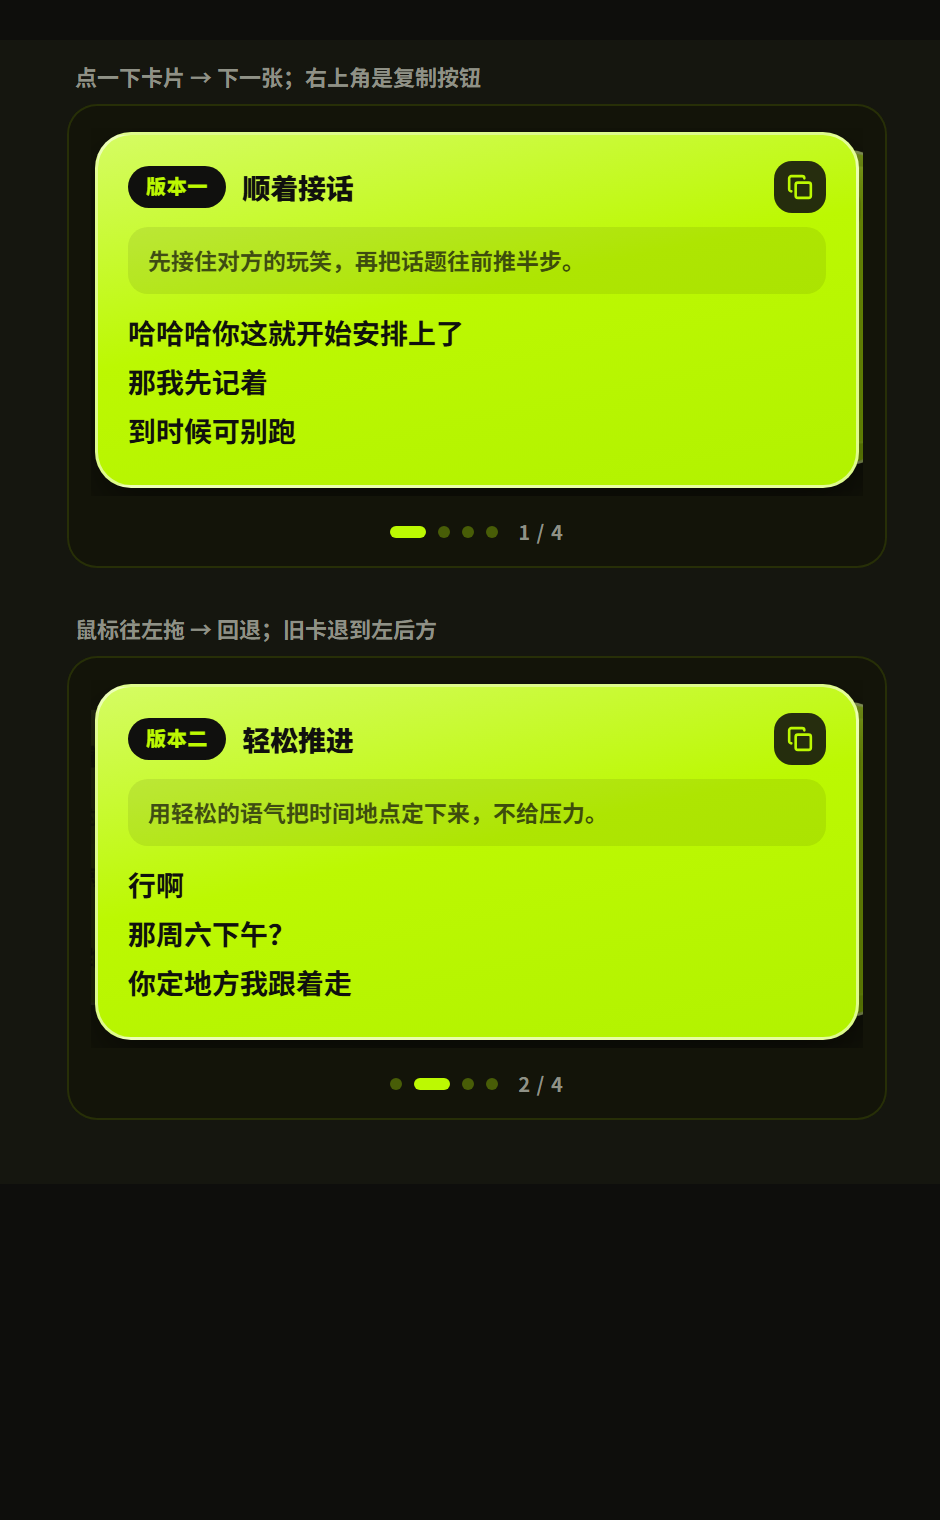 点一下卡片 → 下一张；右上角是复制按钮
版本一 顺着接话
先接住对方的玩笑，再把话题往前推半步。
哈哈哈你这就开始安排上了
那我先记着
到时候可别跑
1 / 4
鼠标往左拖 → 回退；旧卡退到左后方
版本二 轻松推进
用轻松的语气把时间地点定下来，不给压力。
行啊
那周六下午？
你定地方我跟着走
2 / 4